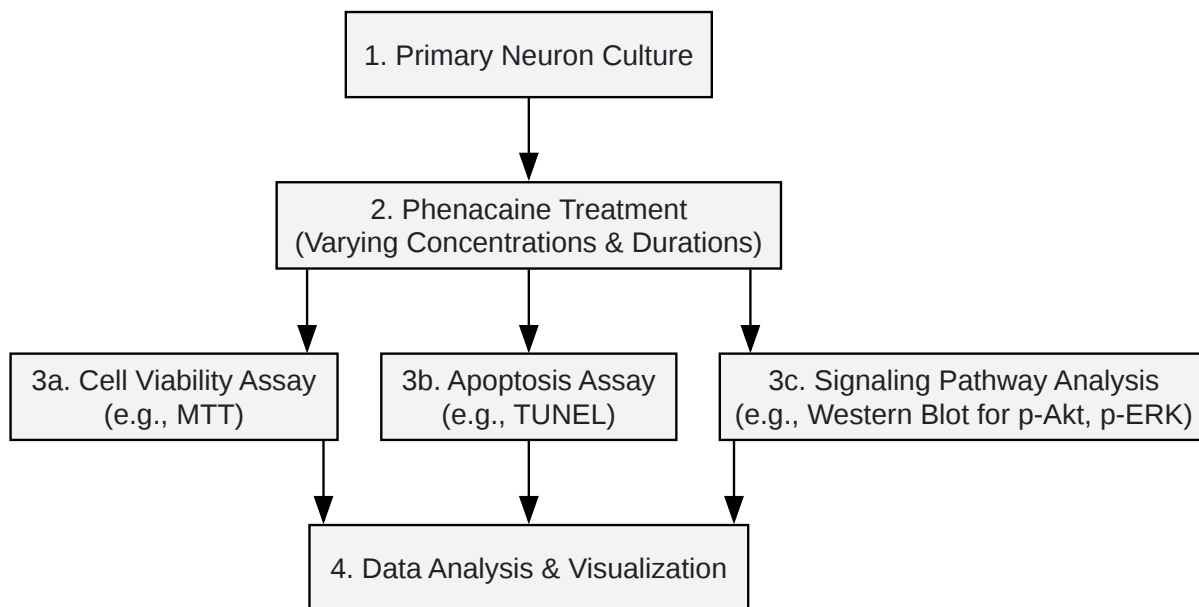 1. Primary Neuron Culture
2. Phenacaine Treatment
(Varying Concentrations & Durations)
3a. Cell Viability Assay
(e.g., MTT)
3b. Apoptosis Assay
(e.g., TUNEL)
3c. Signaling Pathway Analysis
(e.g., Western Blot for p-Akt, p-ERK)
4. Data Analysis & Visualization